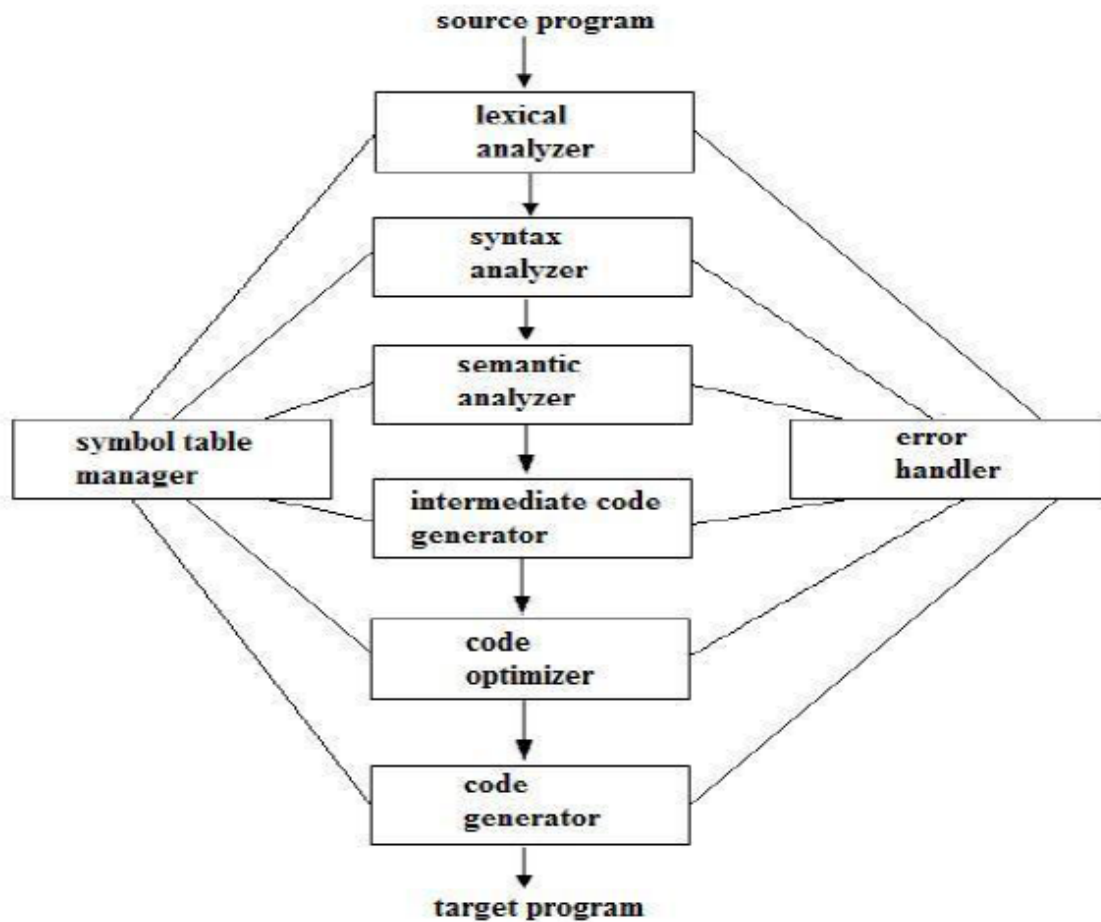 source program
lexical
analyzer
syntax
analyzer
semantic
analyzer
symbol table
manager
error
handler
intermediate code
generator
code
optimizer
code
generator
target program